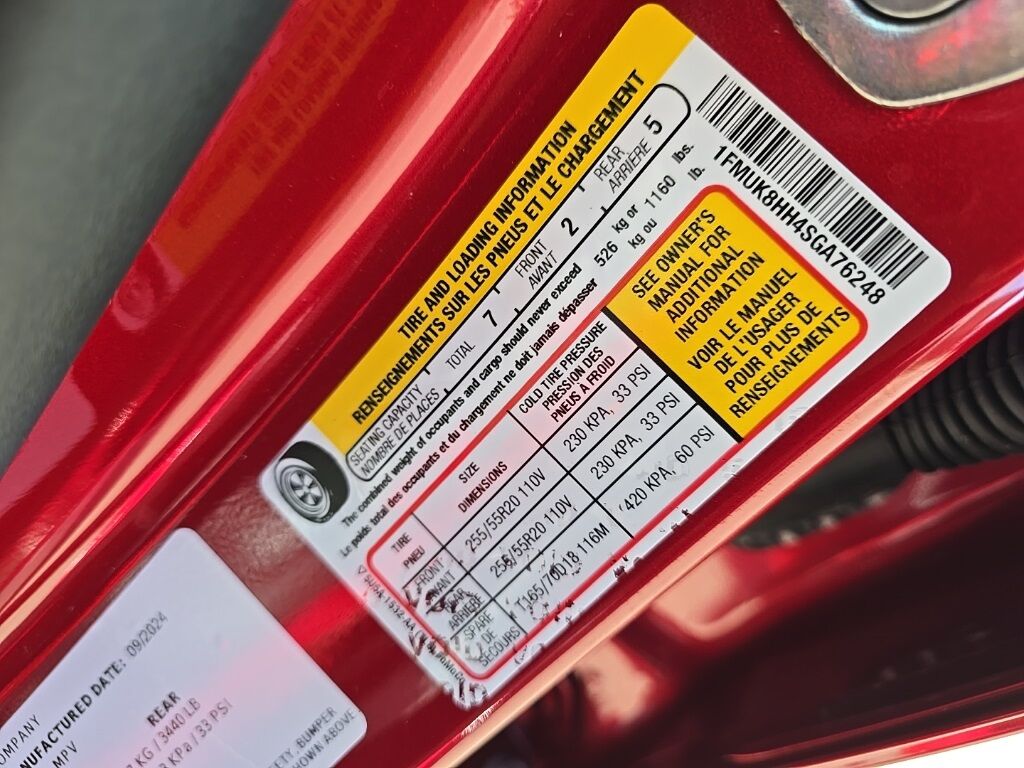 TIRE AND LOADING INFORMATION
RENSEIGNEMENTS SUR LES PNEUS ET LE CHARGEMENT
SEATING CAPACITY
NOMBRE DE PLACES
TOTAL 7
FRONT
AVANT 2
REAR
ARRIÈRE 5
The combined weight of occupants and cargo should never exceed 526 kg or 1160 lbs.
Le poids total des occupants et du chargement ne doit jamais dépasser kg ou lb.
TIRE
PNEU
SIZE
DIMENSIONS
COLD TIRE PRESSURE
PRESSION DES
PNEUS A FROID
FRONT
AVANT
255/55R20 110V
230 KPA, 33 PSI
REAR
ARRIÈRE
255/55R20 110V
230 KPA, 33 PSI
SPARE
DE
SECOURS
T165/70D18 116M
420 KPA, 60 PSI
SEE OWNER'S
MANUAL FOR
ADDITIONAL
INFORMATION
VOIR LE MANUEL
DE L'USAGER
POUR PLUS DE
RENSEIGNEMENTS
1FMUK8HH4SGA76248
5USA
OMPANY
NUFACTURED DATE: 09/2024
MPV
REAR
KG / 3440 LB
KPa / 33 PSI
ETY, BUMPER
HOWN ABOVE